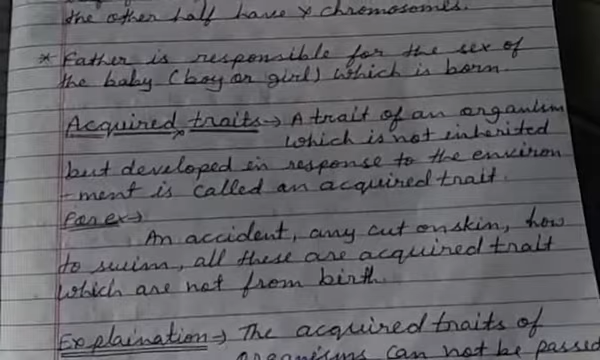 the other half have Y chromosomes.
* Father is responsible for the sex of
the baby (boy or girl) which is born
Acquired traits → A trait of an organism
which is not inherited
but developed in response to the environ
-ment is called an acquired trait.
For ex →
An accident, any cut on skin, how
to swim, all these are acquired trait
which are not from birth.
Explaination → The acquired traits of
organisms can not be passed